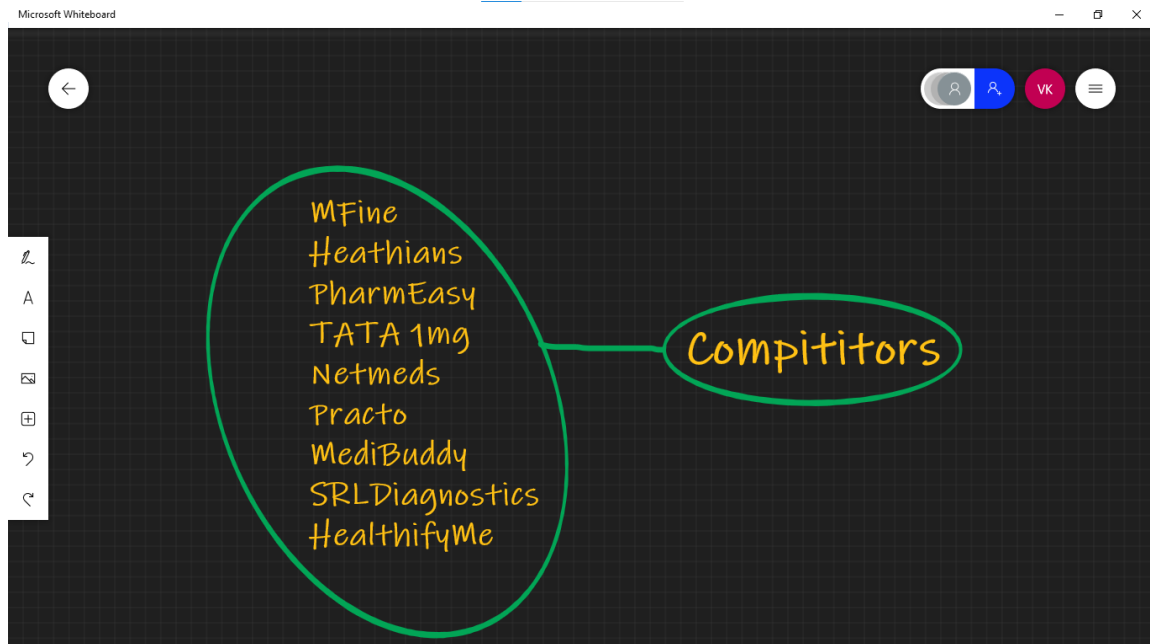 Microsoft Whiteboard
VK
A
MFine
Heathians
PharmEasy
TATA 1mg
Netmeds
Practo
MediBuddy
SRLDiagnostics
HealthifyMe
Compititors